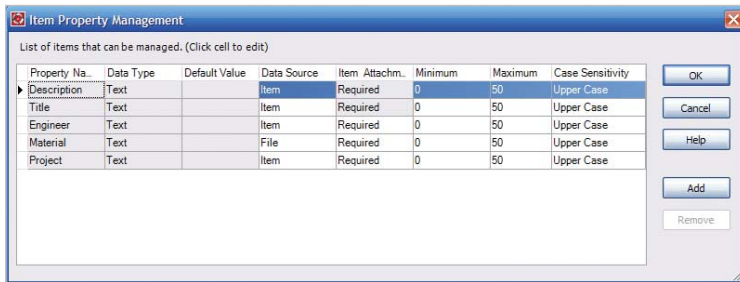 Item Property Management
List of items that can be managed. (Click cell to edit)
Property Na... Data Type Default Value Data Source Item Attachm... Minimum Maximum Case Sensitivity
Description Text Item Required 0 50 Upper Case
Title Text Item Required 0 50 Upper Case
Engineer Text Item Required 0 50 Upper Case
Material Text File Required 0 50 Upper Case
Project Text Item Required 0 50 Upper Case
OK
Cancel
Help
Add
Remove